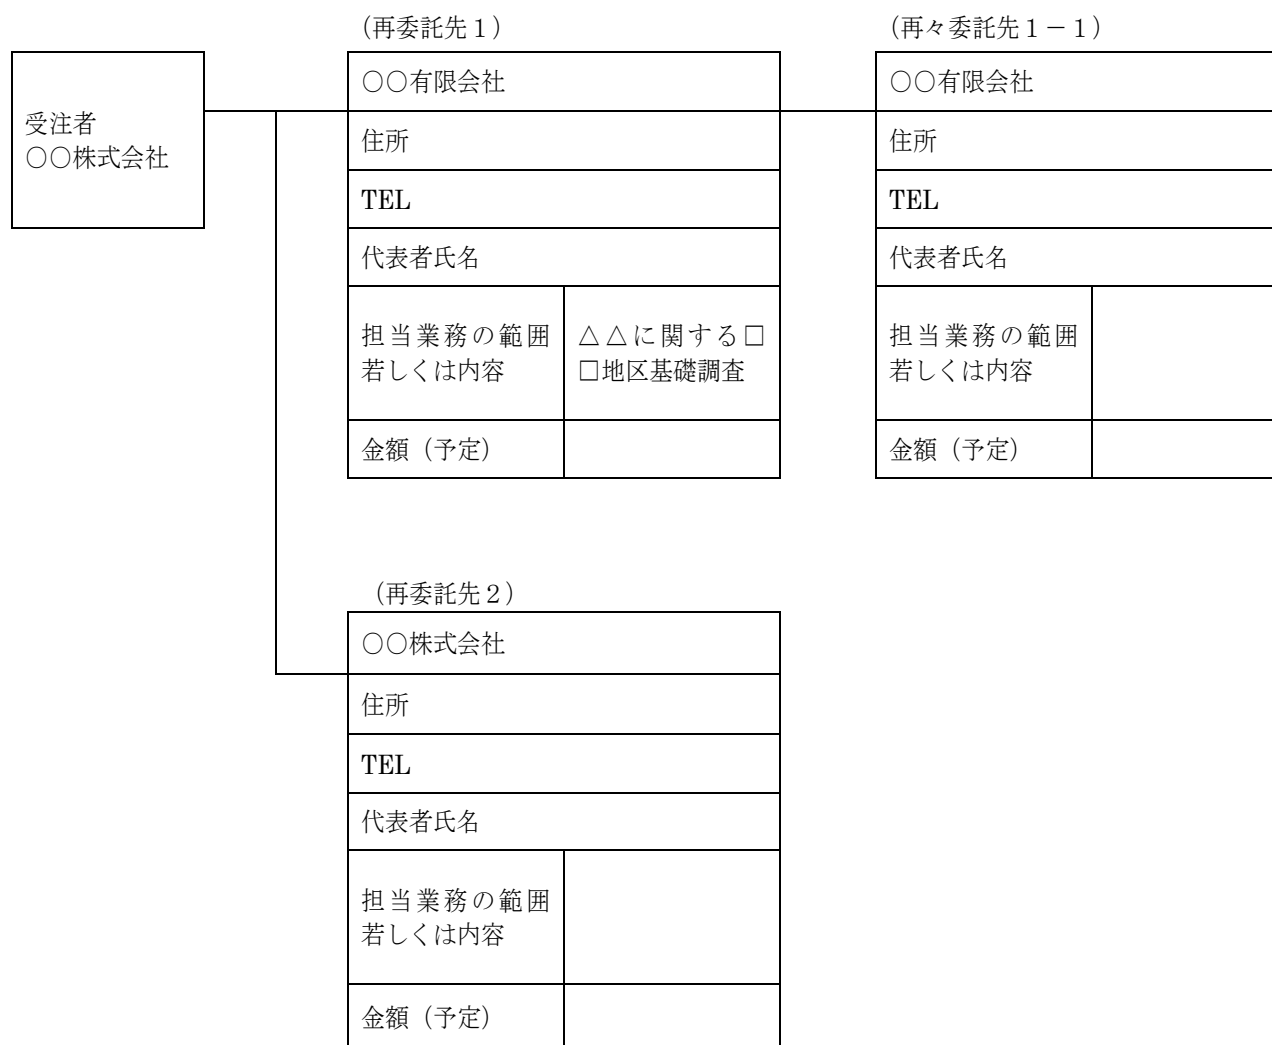 （再委託先１）
（再々委託先１－１）
受注者
○○株式会社
○○有限会社
住所
TEL
代表者氏名
担当業務の範囲
若しくは内容
△△に関する□
□地区基礎調査
金額（予定）
○○有限会社
住所
TEL
代表者氏名
担当業務の範囲
若しくは内容
金額（予定）
（再委託先２）
○○株式会社
住所
TEL
代表者氏名
担当業務の範囲
若しくは内容
金額（予定）